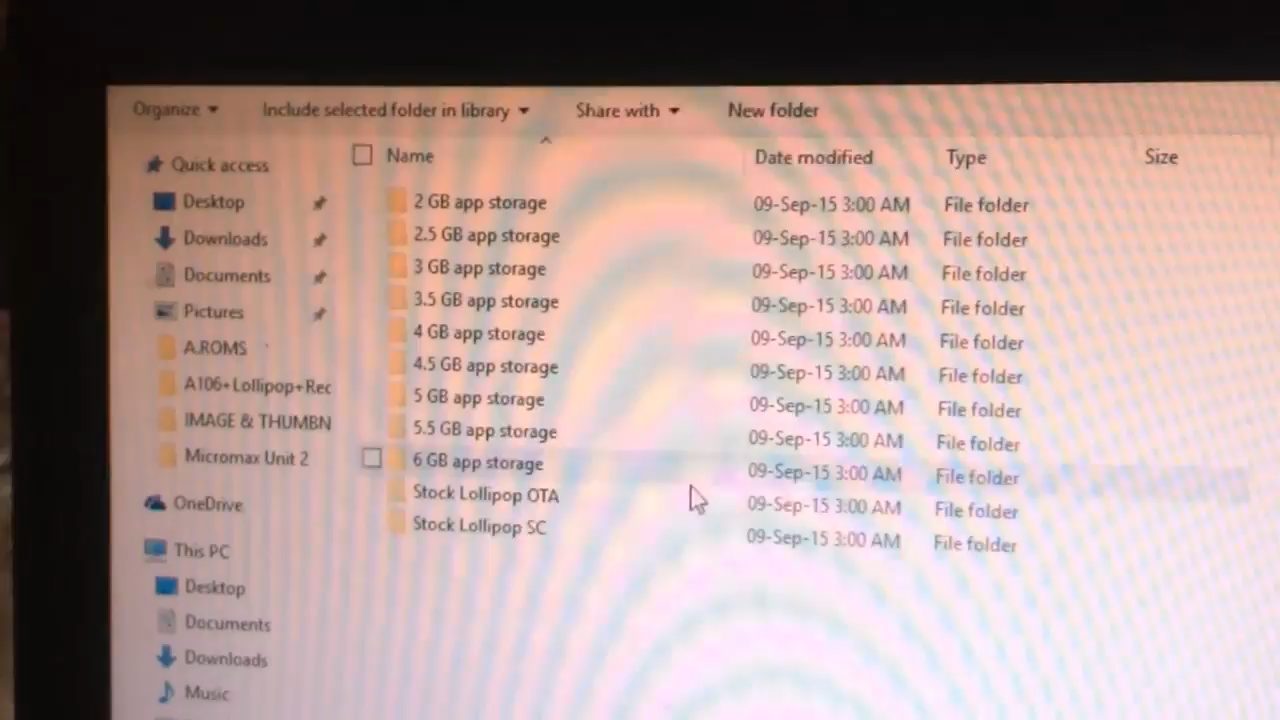 Organize Include selected folder in library Share with New folder
Name Date modified Type Size
Quick access
Desktop
Downloads
Documents
Pictures
A.ROMS
A106+Lollipop+Rec
IMAGE & THUMBN
Micromax Unit 2
OneDrive
This PC
Desktop
Documents
Downloads
Music
2 GB app storage 09-Sep-15 3:00 AM File folder
2.5 GB app storage 09-Sep-15 3:00 AM File folder
3 GB app storage 09-Sep-15 3:00 AM File folder
3.5 GB app storage 09-Sep-15 3:00 AM File folder
4 GB app storage 09-Sep-15 3:00 AM File folder
4.5 GB app storage 09-Sep-15 3:00 AM File folder
5 GB app storage 09-Sep-15 3:00 AM File folder
5.5 GB app storage 09-Sep-15 3:00 AM File folder
6 GB app storage 09-Sep-15 3:00 AM File folder
Stock Lollipop OTA 09-Sep-15 3:00 AM File folder
Stock Lollipop SC 09-Sep-15 3:00 AM File folder